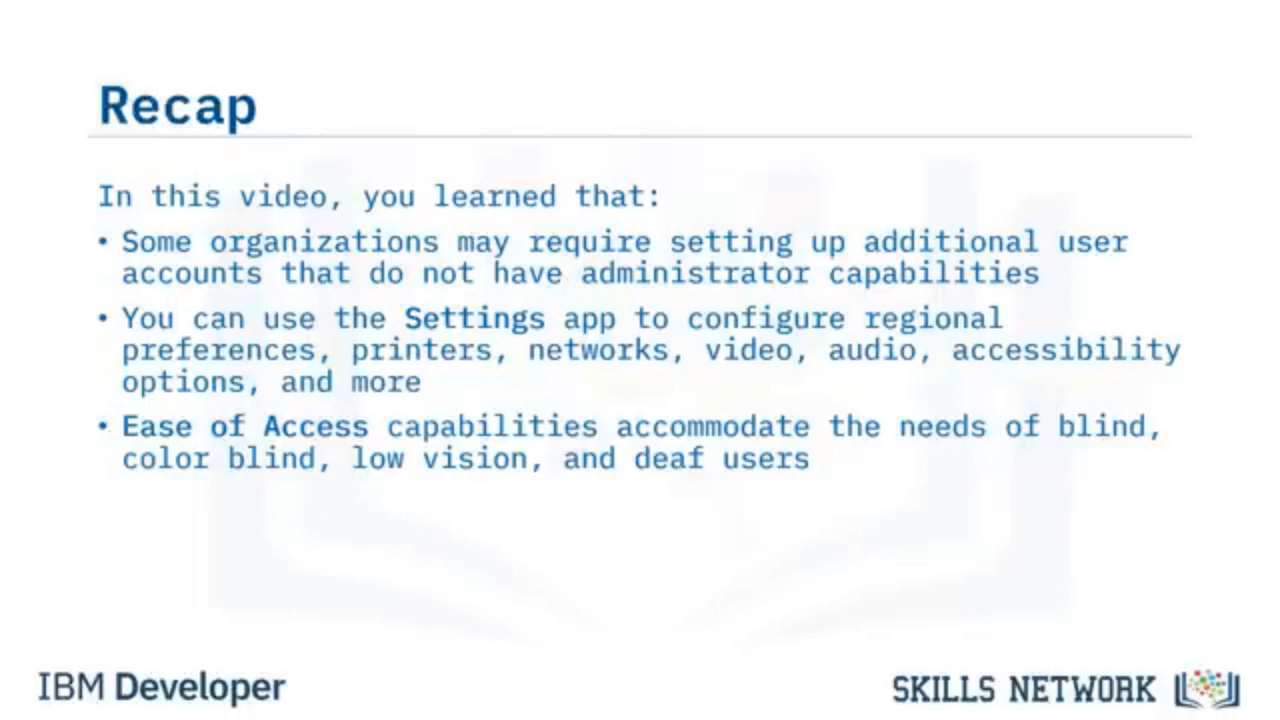 Recap
In this video, you learned that:
• Some organizations may require setting up additional user
accounts that do not have administrator capabilities
• You can use the Settings app to configure regional
preferences, printers, networks, video, audio, accessibility
options, and more
• Ease of Access capabilities accommodate the needs of blind,
color blind, low vision, and deaf users
IBM Developer
SKILLS NETWORK